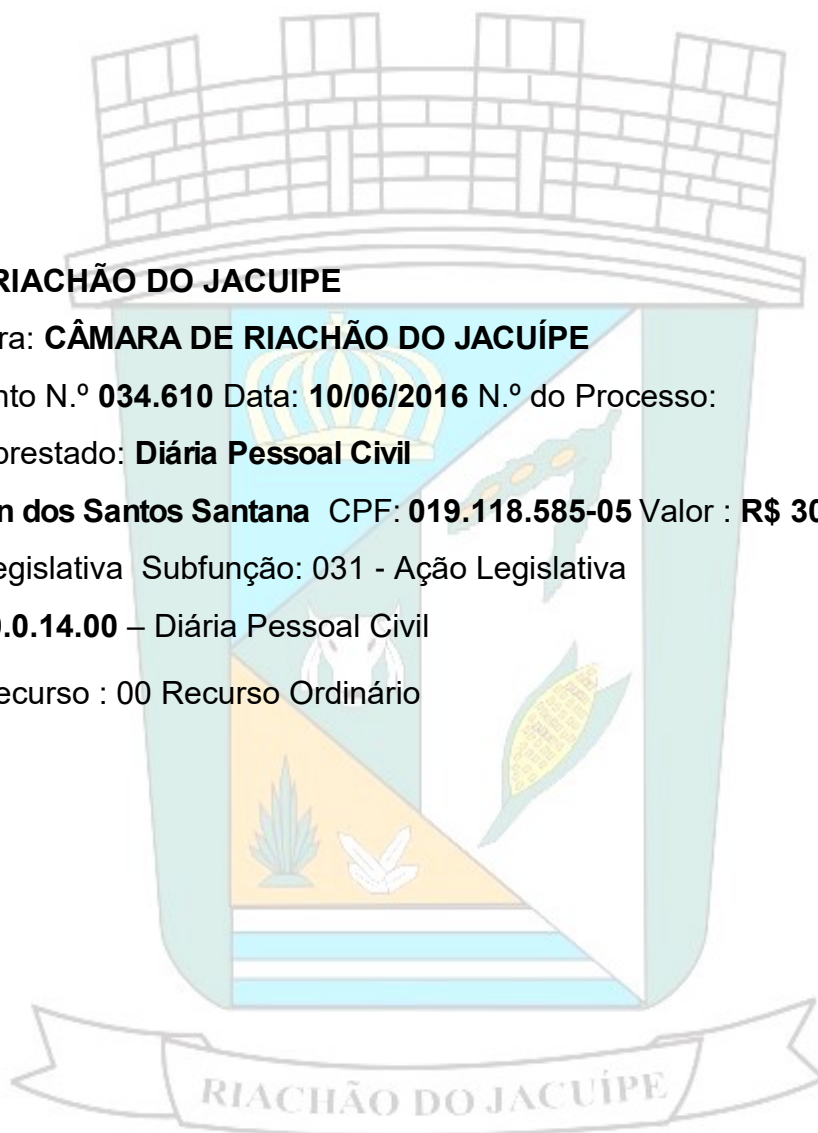 RIACHÃO DO JACUIPE
ra: CÂMARA DE RIACHÃO DO JACUÍPE
nto N.º 034.610 Data: 10/06/2016 N.º do Processo:
prestado: Diária Pessoal Civil
n dos Santos Santana CPF: 019.118.585-05 Valor : R$ 30
egislativa Subfunção: 031 - Ação Legislativa
0.0.14.00 – Diária Pessoal Civil
ecurso : 00 Recurso Ordinário
RIACHÃO DO JACUÍPE